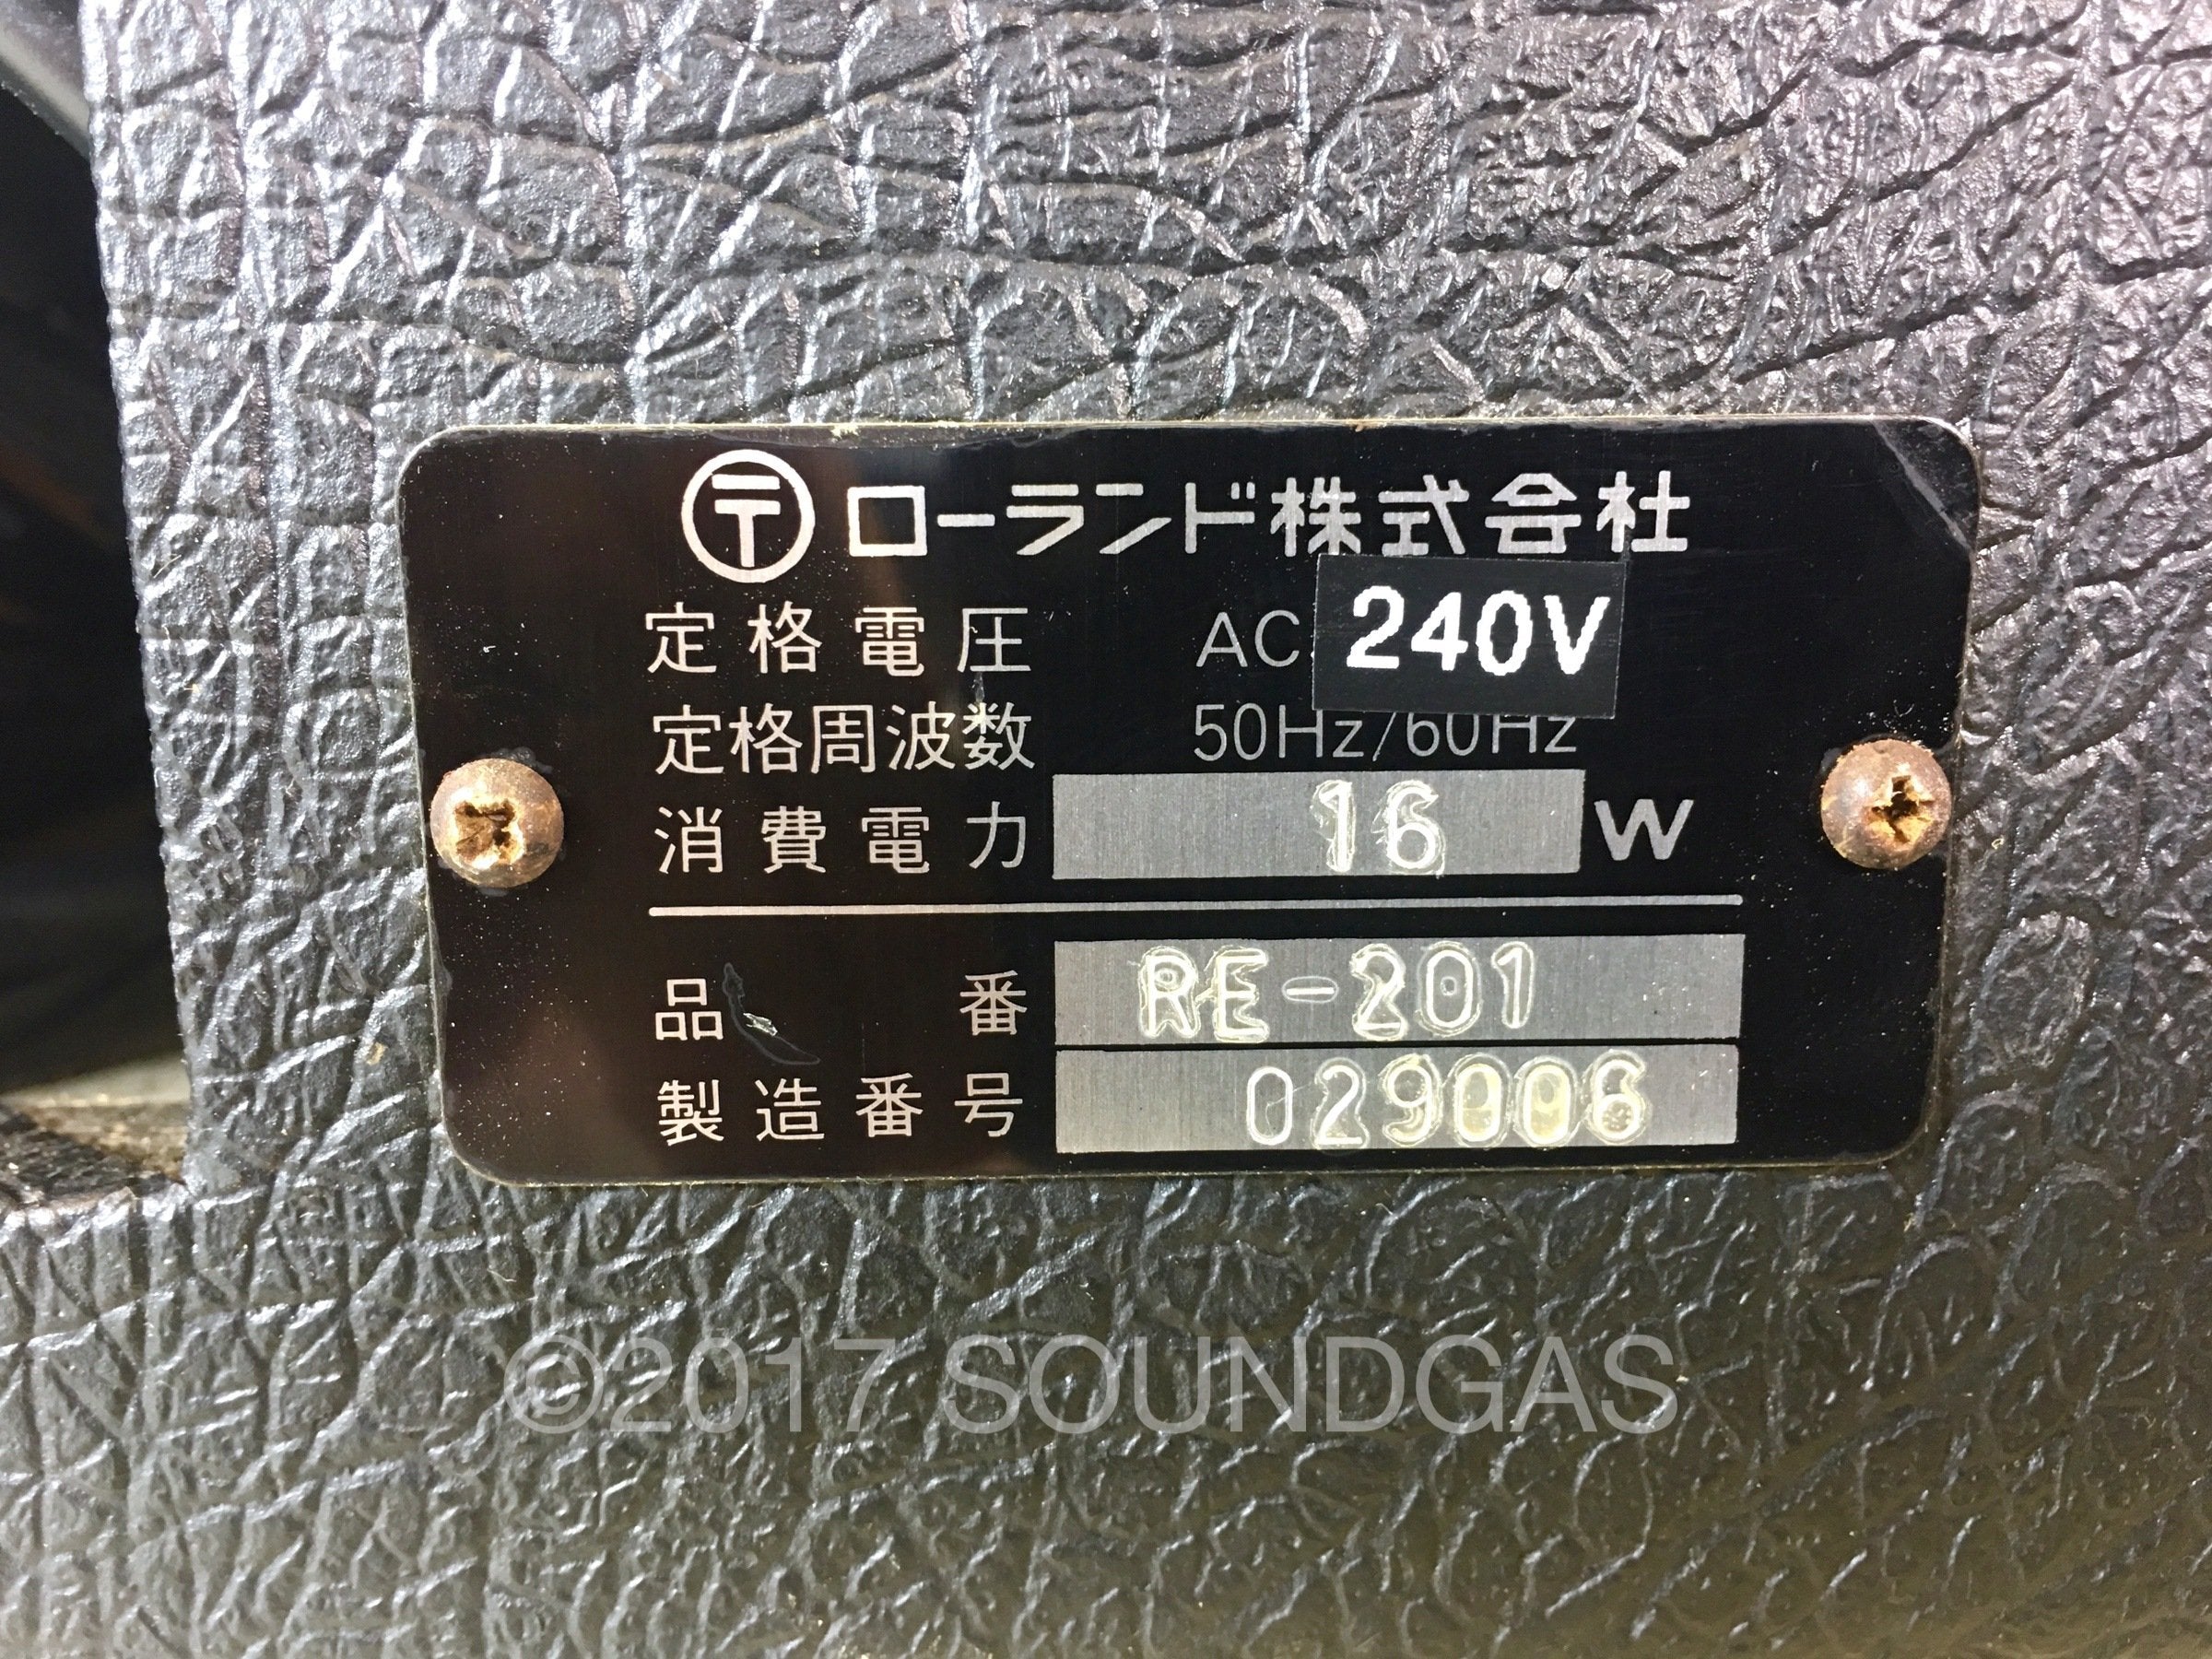 〶 ローランド株式会社
定格電圧 AC 240V
定格周波数 50Hz/60Hz
消費電力 16 W
品番 RE-201
製造番号 029006
©2017 SOUNDGAS